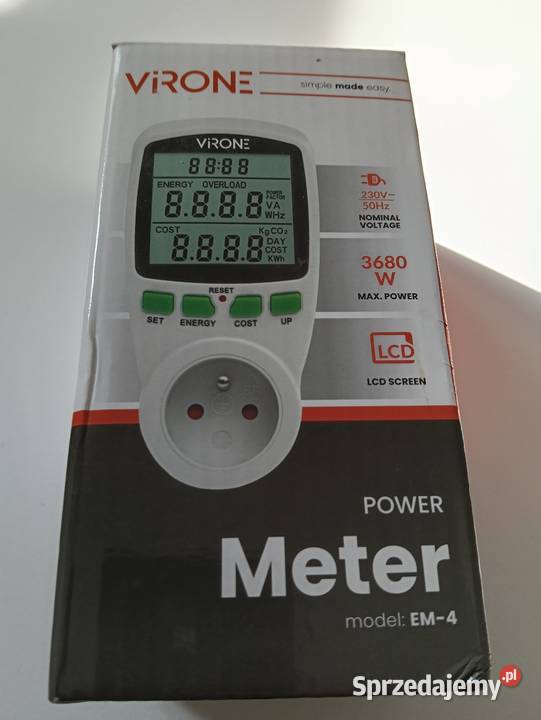 ViRONE
simple made easy.
ViRONE
88:88
ENERGY OVERLOAD
8.8.8.8
POWER FACTOR
VA
WHz
COST
KgCO2
8.8.8.8
DAY
COST
KWh
RESET
SET
ENERGY
COST
UP
230V~
50Hz
NOMINAL
VOLTAGE
3680
W
MAX. POWER
LCD
LCD SCREEN
POWER
Meter
model: EM-4
Sprzedajemy.pl